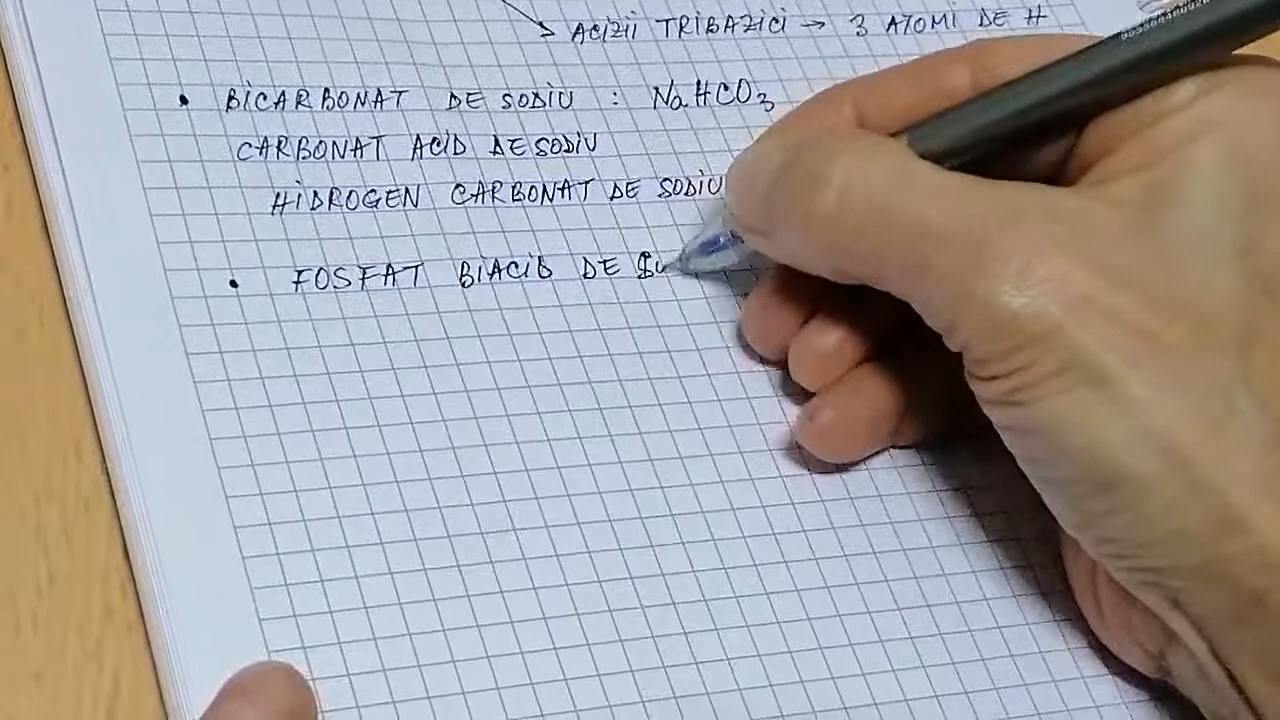 ACIZII TRIBAZICI → 3 ATOMI DE H
• BICARBONAT DE SODIU : NaHCO₃
CARBONAT ACID DE SODIU
HIDROGEN CARBONAT DE SODIU
• FOSFAT BIACID DE